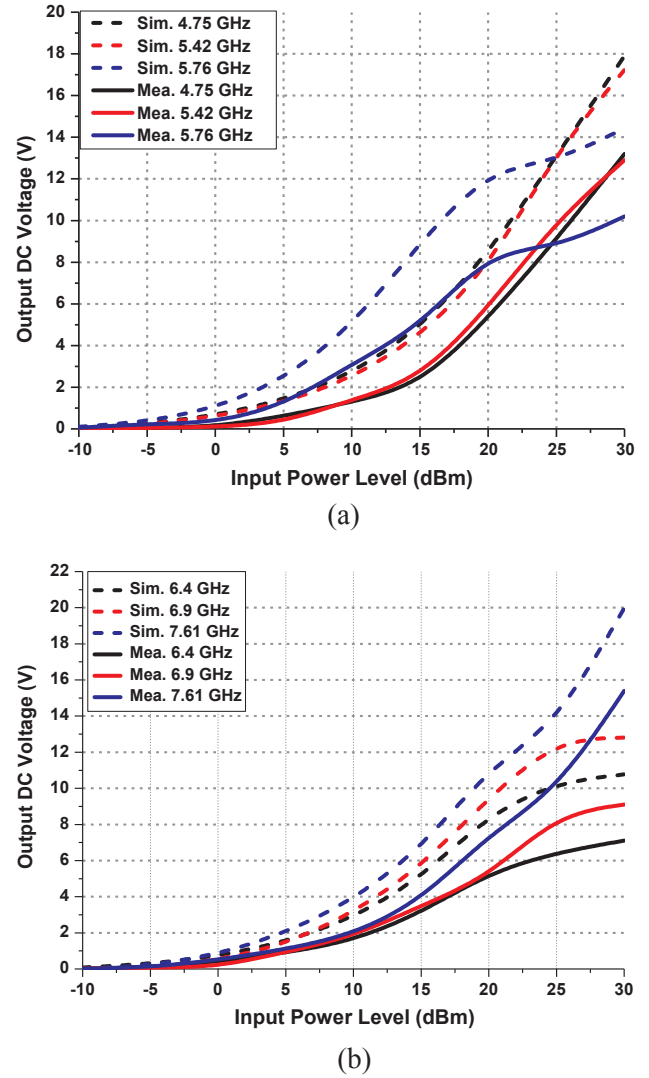 Sim. 4.75 GHz
Sim. 5.42 GHz
Sim. 5.76 GHz
Mea. 4.75 GHz
Mea. 5.42 GHz
Mea. 5.76 GHz
Output DC Voltage (V)
20
18
16
14
12
10
8
6
4
2
0
-10 -5 0 5 10 15 20 25 30
Input Power Level (dBm)
(a)
Sim. 6.4 GHz
Sim. 6.9 GHz
Sim. 7.61 GHz
Mea. 6.4 GHz
Mea. 6.9 GHz
Mea. 7.61 GHz
Output DC Voltage (V)
22
20
18
16
14
12
10
8
6
4
2
0
-10 -5 0 5 10 15 20 25 30
Input Power Level (dBm)
(b)